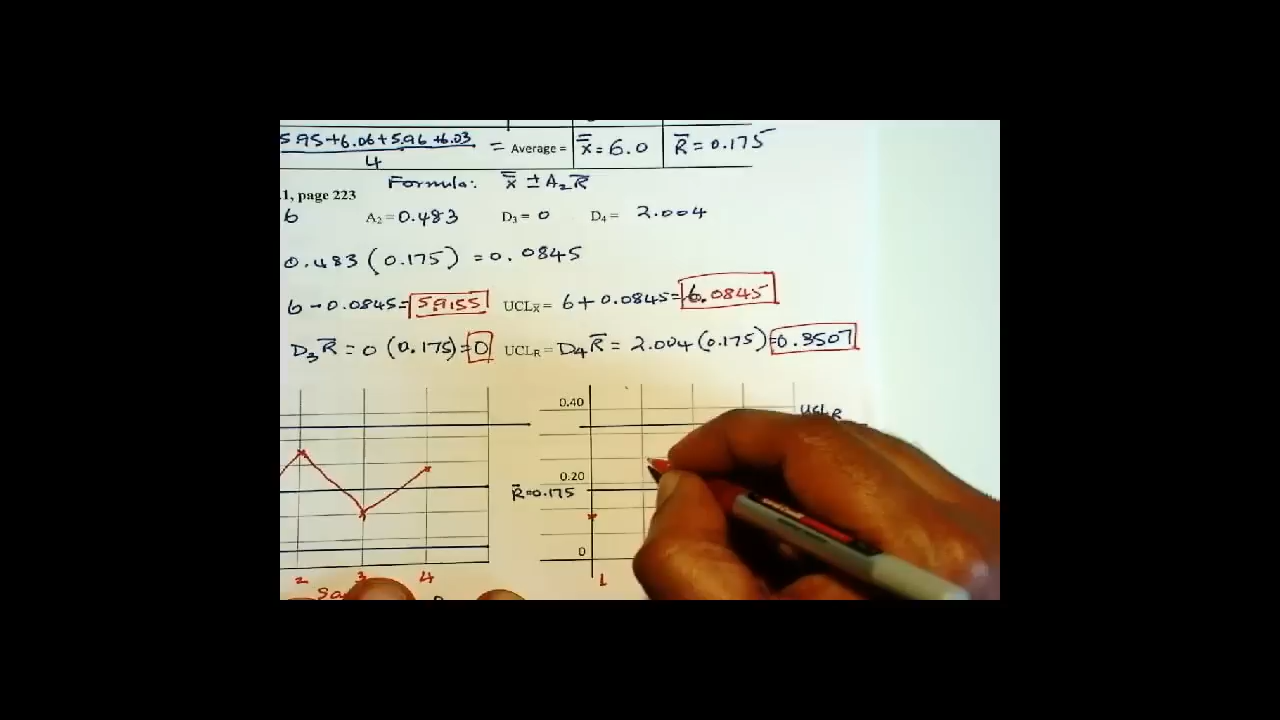 5.95+6.06+5.96+6.03
4
= Average = x̿ = 6.0 R̄ = 0.175
Formula: x̿ ± A₂R̄
1, page 223
6 A₂ = 0.483 D₃ = 0 D₄ = 2.004
0.483 (0.175) = 0.0845
6 - 0.0845 = 5.9155 UCLx̄ = 6 + 0.0845 = 6.0845
D₃R̄ = 0 (0.175) = 0 UCLR = D₄R̄ = 2.004 (0.175) = 0.3507
0.40 UCLR
0.20
R̄=0.175
0
2 3 4 1